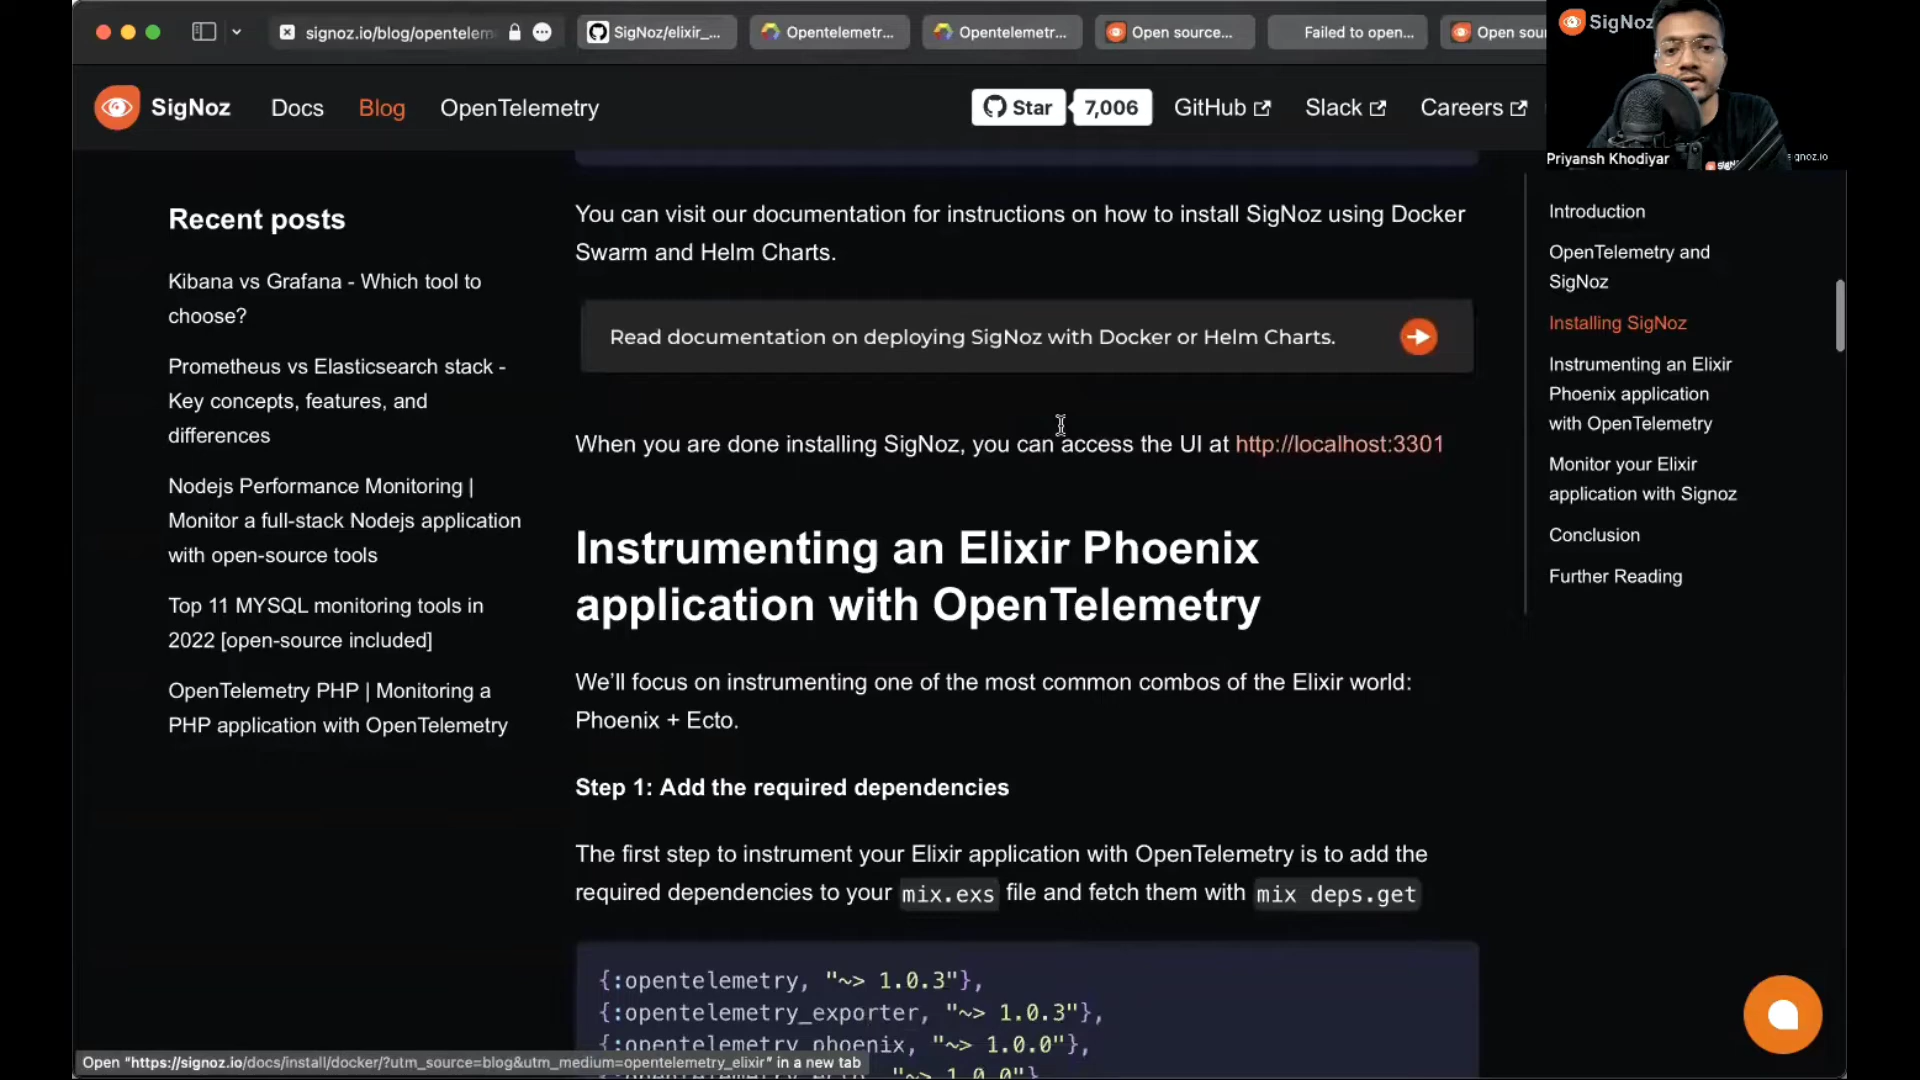 signoz.io/blog/opentelem
SigNoz/elixir_...
Opentelemetr...
Opentelemetr...
Open source...
Failed to open...
Open sou
SigNoz
SigNoz
Docs
Blog
OpenTelemetry
Star
7,006
GitHub
Slack
Careers
Priyansh Khodiyar
Recent posts
Kibana vs Grafana - Which tool to
choose?
Prometheus vs Elasticsearch stack -
Key concepts, features, and
differences
Nodejs Performance Monitoring |
Monitor a full-stack Nodejs application
with open-source tools
Top 11 MYSQL monitoring tools in
2022 [open-source included]
OpenTelemetry PHP | Monitoring a
PHP application with OpenTelemetry
You can visit our documentation for instructions on how to install SigNoz using Docker
Swarm and Helm Charts.
Read documentation on deploying SigNoz with Docker or Helm Charts.
When you are done installing SigNoz, you can access the UI at http://localhost:3301
Instrumenting an Elixir Phoenix
application with OpenTelemetry
We'll focus on instrumenting one of the most common combos of the Elixir world:
Phoenix + Ecto.
Step 1: Add the required dependencies
The first step to instrument your Elixir application with OpenTelemetry is to add the
required dependencies to your mix.exs file and fetch them with mix deps.get
{:opentelemetry, "~> 1.0.3"},
{:opentelemetry_exporter, "~> 1.0.3"},
{:opentelemetry_phoenix, "~> 1.0.0"},
"~> 1.0.0"},
Introduction
OpenTelemetry and
SigNoz
Installing SigNoz
Instrumenting an Elixir
Phoenix application
with OpenTelemetry
Monitor your Elixir
application with Signoz
Conclusion
Further Reading
Open "https://signoz.io/docs/install/docker/?utm_source=blog&utm_medium=opentelemetry_elixir" in a new tab